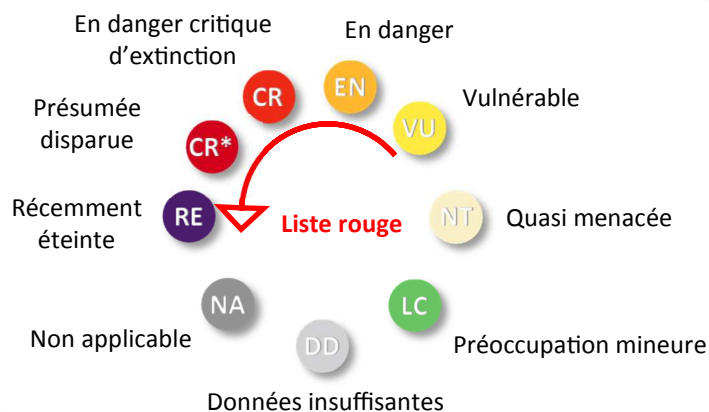 En danger critique
d'extinction
En danger
CR
EN
Présumée
disparue
CR*
VU
Vulnérable
Récemment
éteinte
RE
Liste rouge
NT
Quasi menacée
NA
LC
Non applicable
DD
Préoccupation mineure
Données insuffisantes